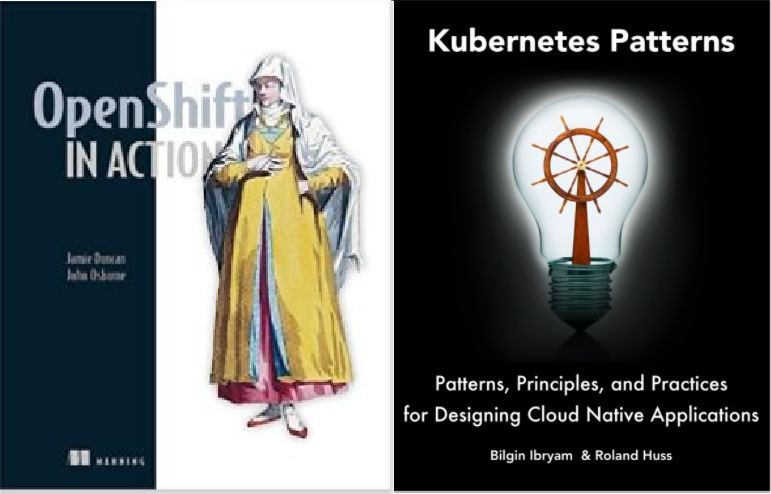 OpenShift
IN ACTION
Jamie Duncan
John Osborne
MANNING
Kubernetes Patterns
Patterns, Principles, and Practices
for Designing Cloud Native Applications
Bilgin Ibryam & Roland Huss